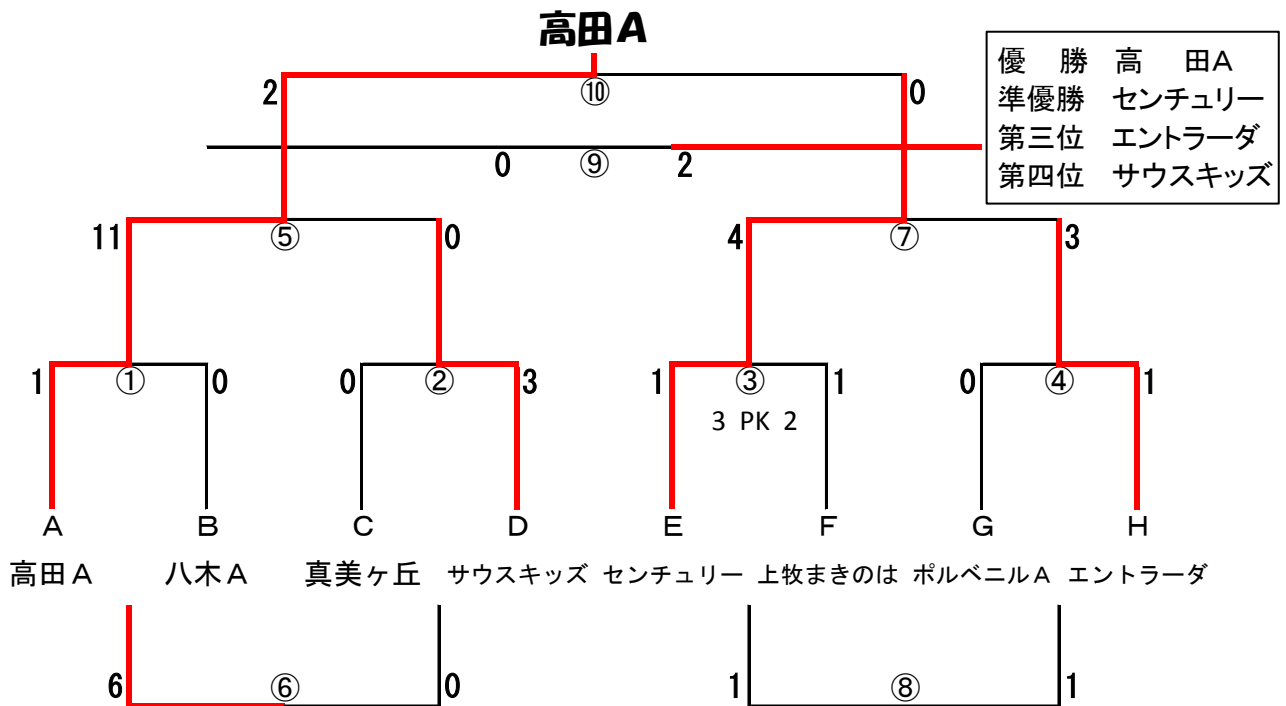 高田A
優　勝　高　田A
準優勝　センチュリー
第三位　エントラーダ
第四位　サウスキッズ
2 ⑩ 0
0 ⑨ 2
11 ⑤ 0 4 ⑦ 3
1 ① 0 0 ② 3 1 ③ 1 0 ④ 1
3 PK 2
A B C D E F G H
高田A 八木A 真美ヶ丘 サウスキッズ センチュリー 上牧まきのは ポルベニルA エントラーダ
6 ⑥ 0 1 ⑧ 1